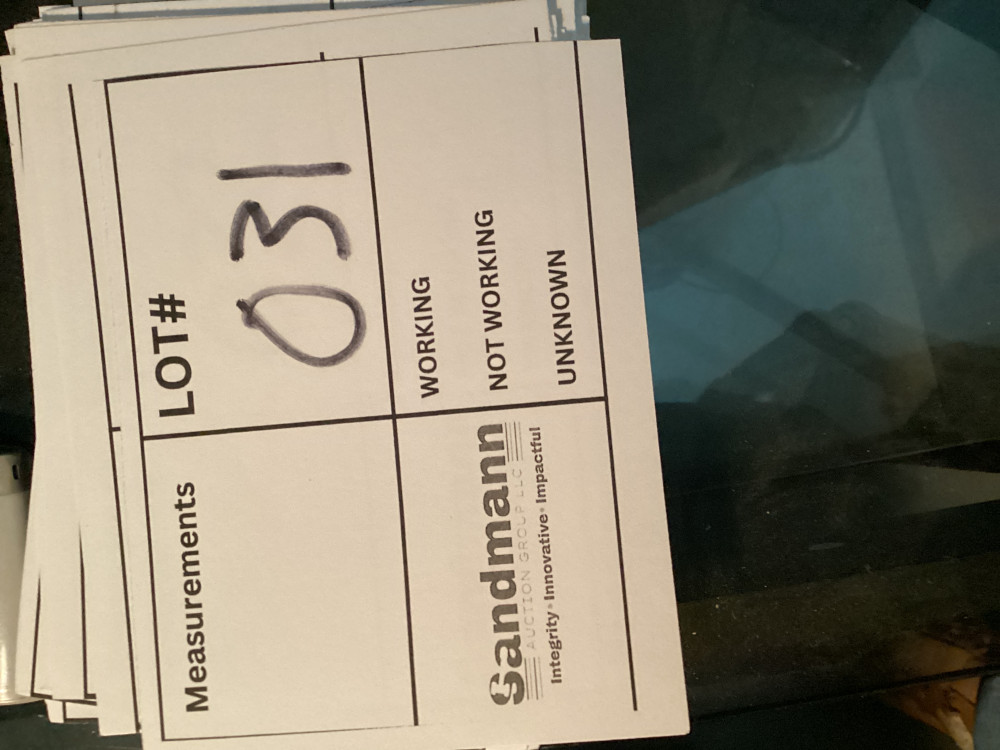 Measurements
LOT#
031
Sandmann
AUCTION GROUP LLC
Integrity • Innovative • Impactful
WORKING
NOT WORKING
UNKNOWN